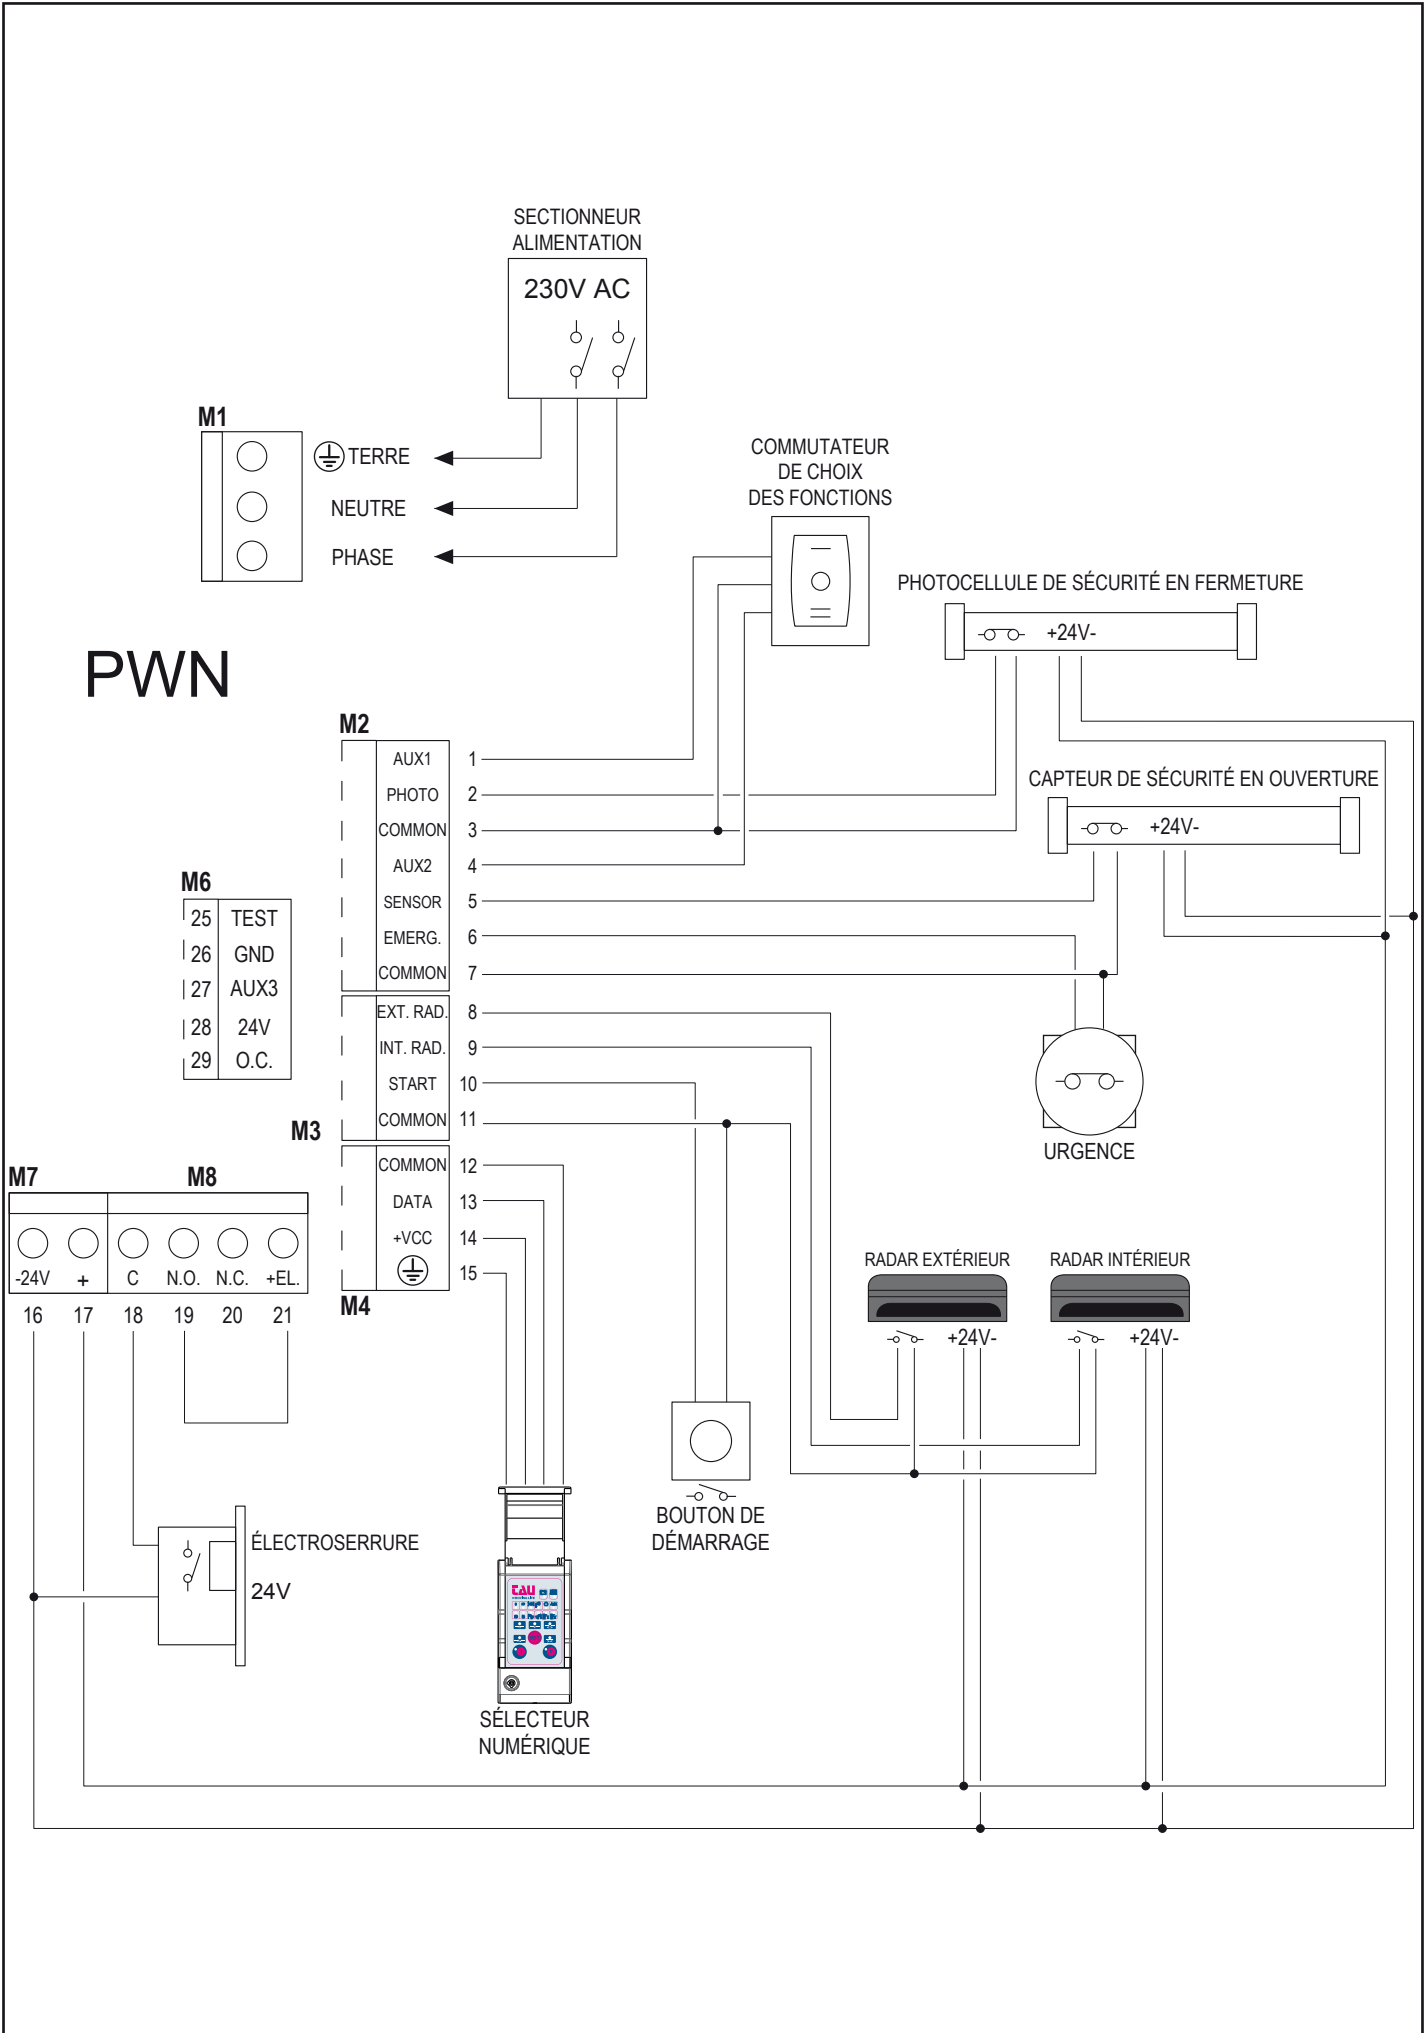 SECTIONNEUR
ALIMENTATION
230V AC
M1
TERRE
NEUTRE
PHASE
COMMUTATEUR
DE CHOIX
DES FONCTIONS
PHOTOCELLULE DE SÉCURITÉ EN FERMETURE
+24V-
PWN
M2
AUX1 1
PHOTO 2
COMMON 3
AUX2 4
SENSOR 5
EMERG. 6
COMMON 7
CAPTEUR DE SÉCURITÉ EN OUVERTURE
+24V-
M6
25 TEST
26 GND
27 AUX3
28 24V
29 O.C.
EXT. RAD. 8
INT. RAD. 9
START 10
COMMON 11
M3
URGENCE
COMMON 12
DATA 13
+VCC 14
15
M4
M7 M8
-24V + C N.O. N.C. +EL.
16 17 18 19 20 21
RADAR EXTÉRIEUR
+24V-
RADAR INTÉRIEUR
+24V-
BOUTON DE
DÉMARRAGE
ÉLECTROSERRURE
24V
TAU
SÉLECTEUR
NUMÉRIQUE